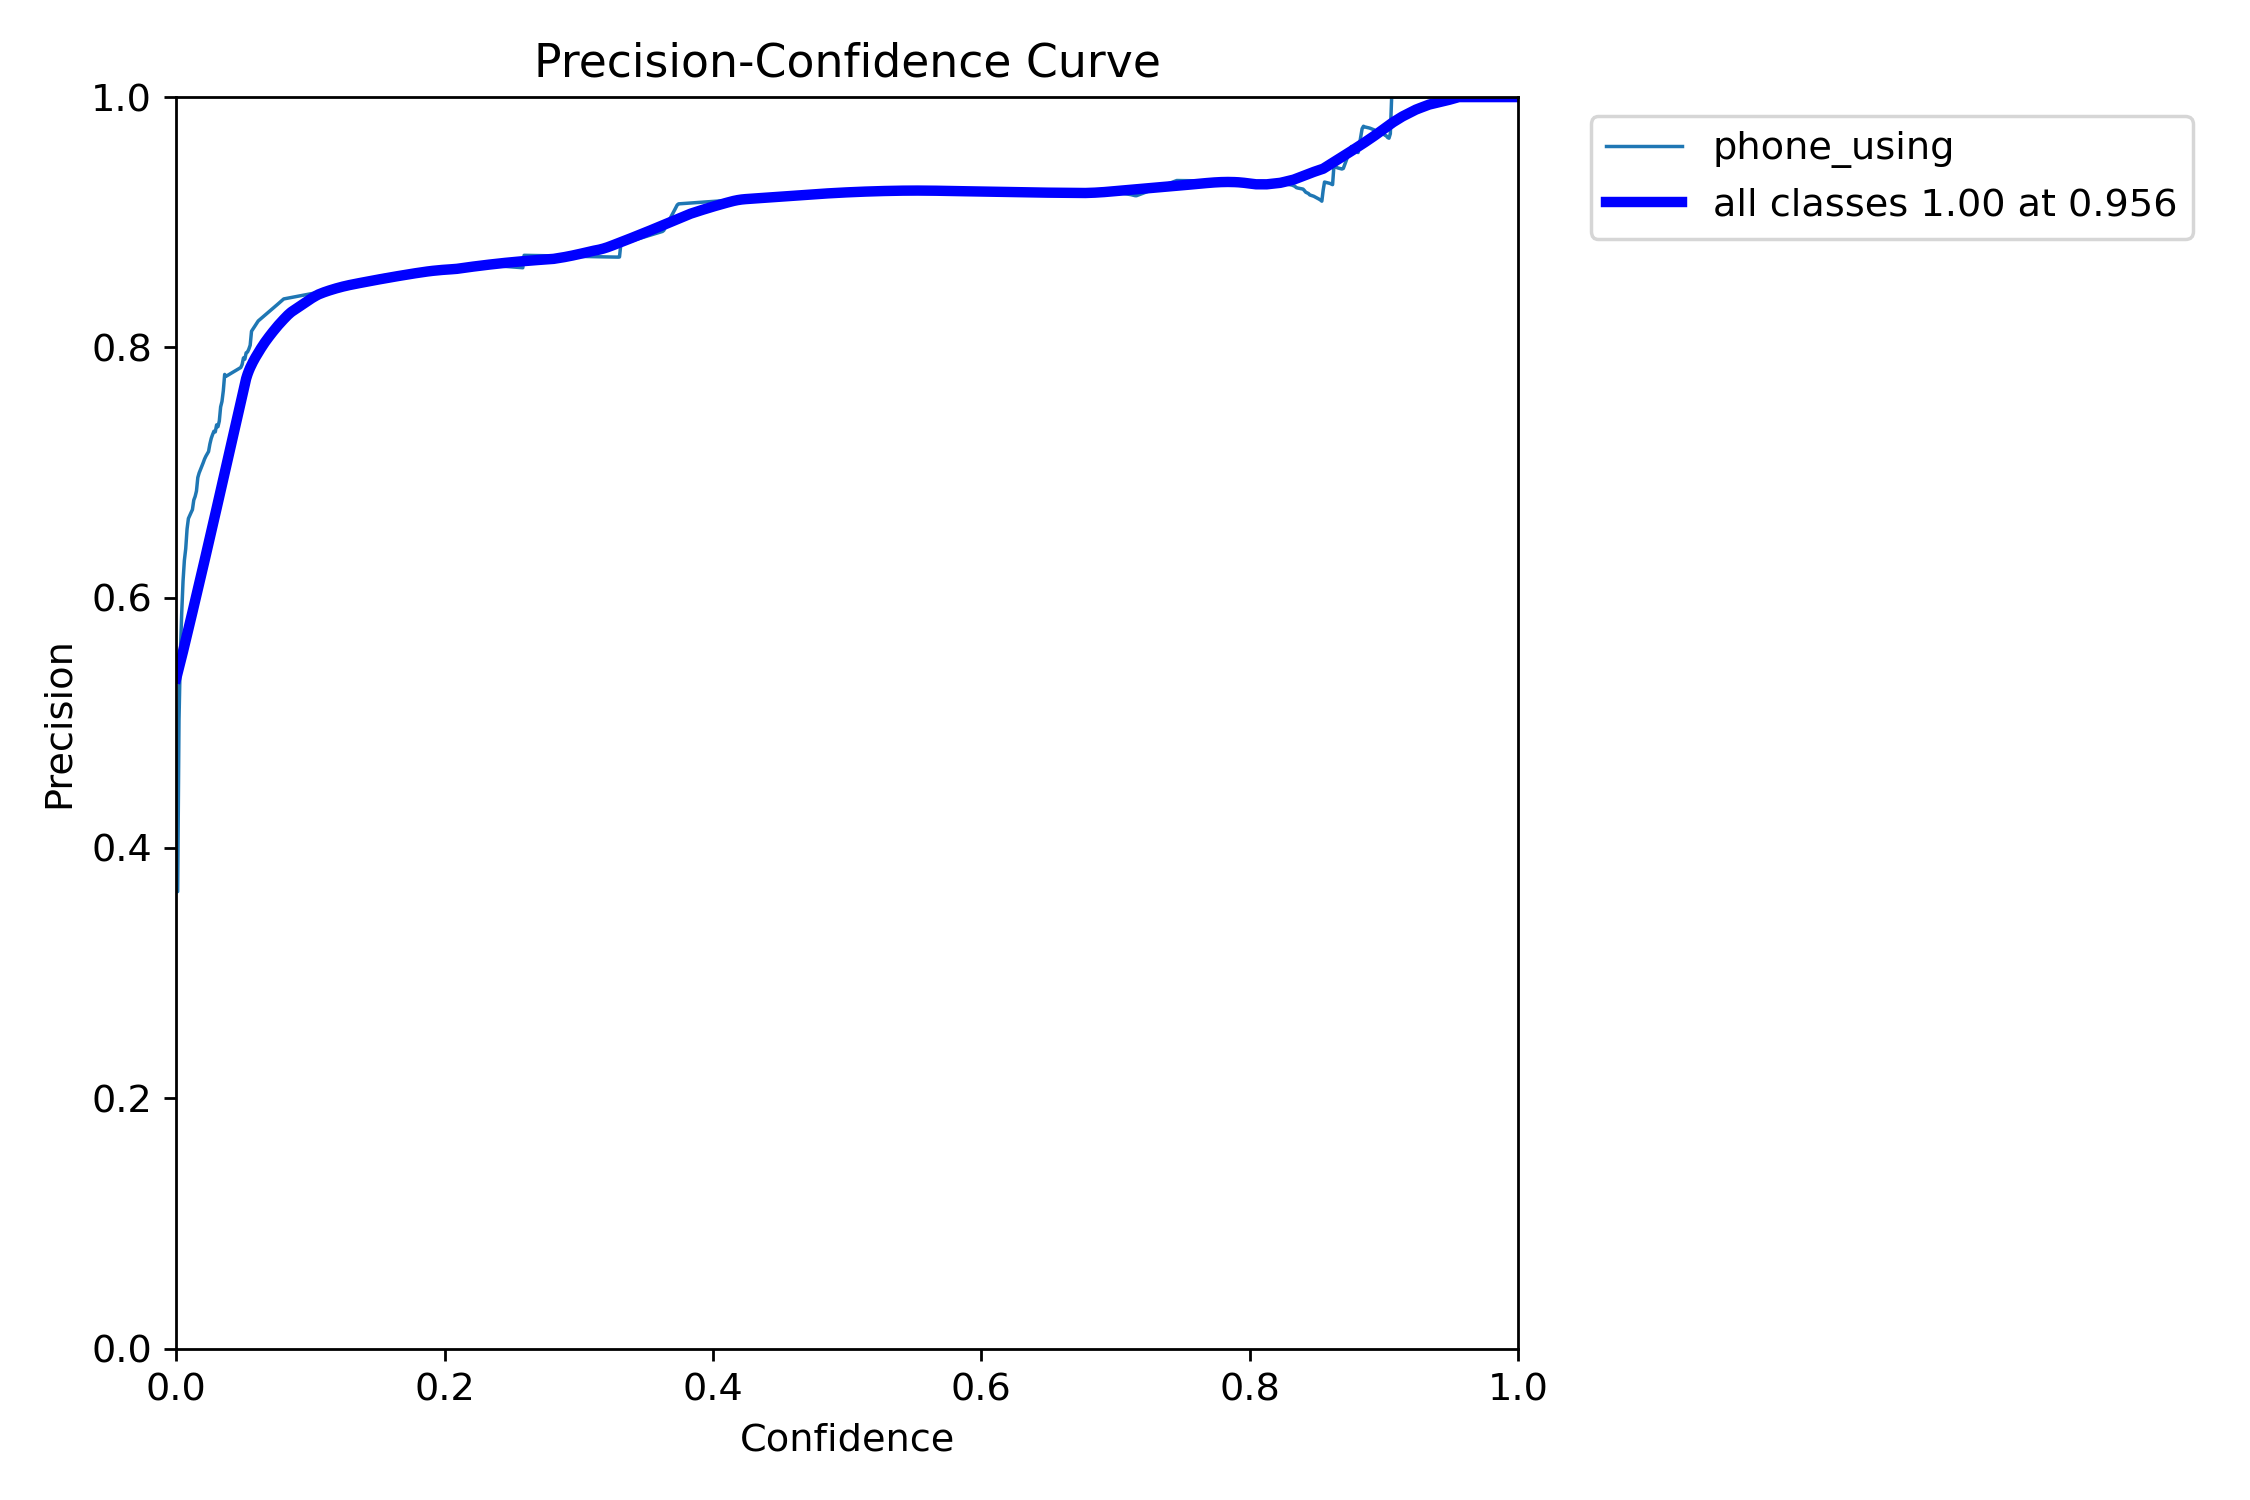 Precision-Confidence Curve
1.0
0.8
0.6
0.4
0.2
0.0
Precision
0.0 0.2 0.4 0.6 0.8 1.0
Confidence
phone_using
all classes 1.00 at 0.956